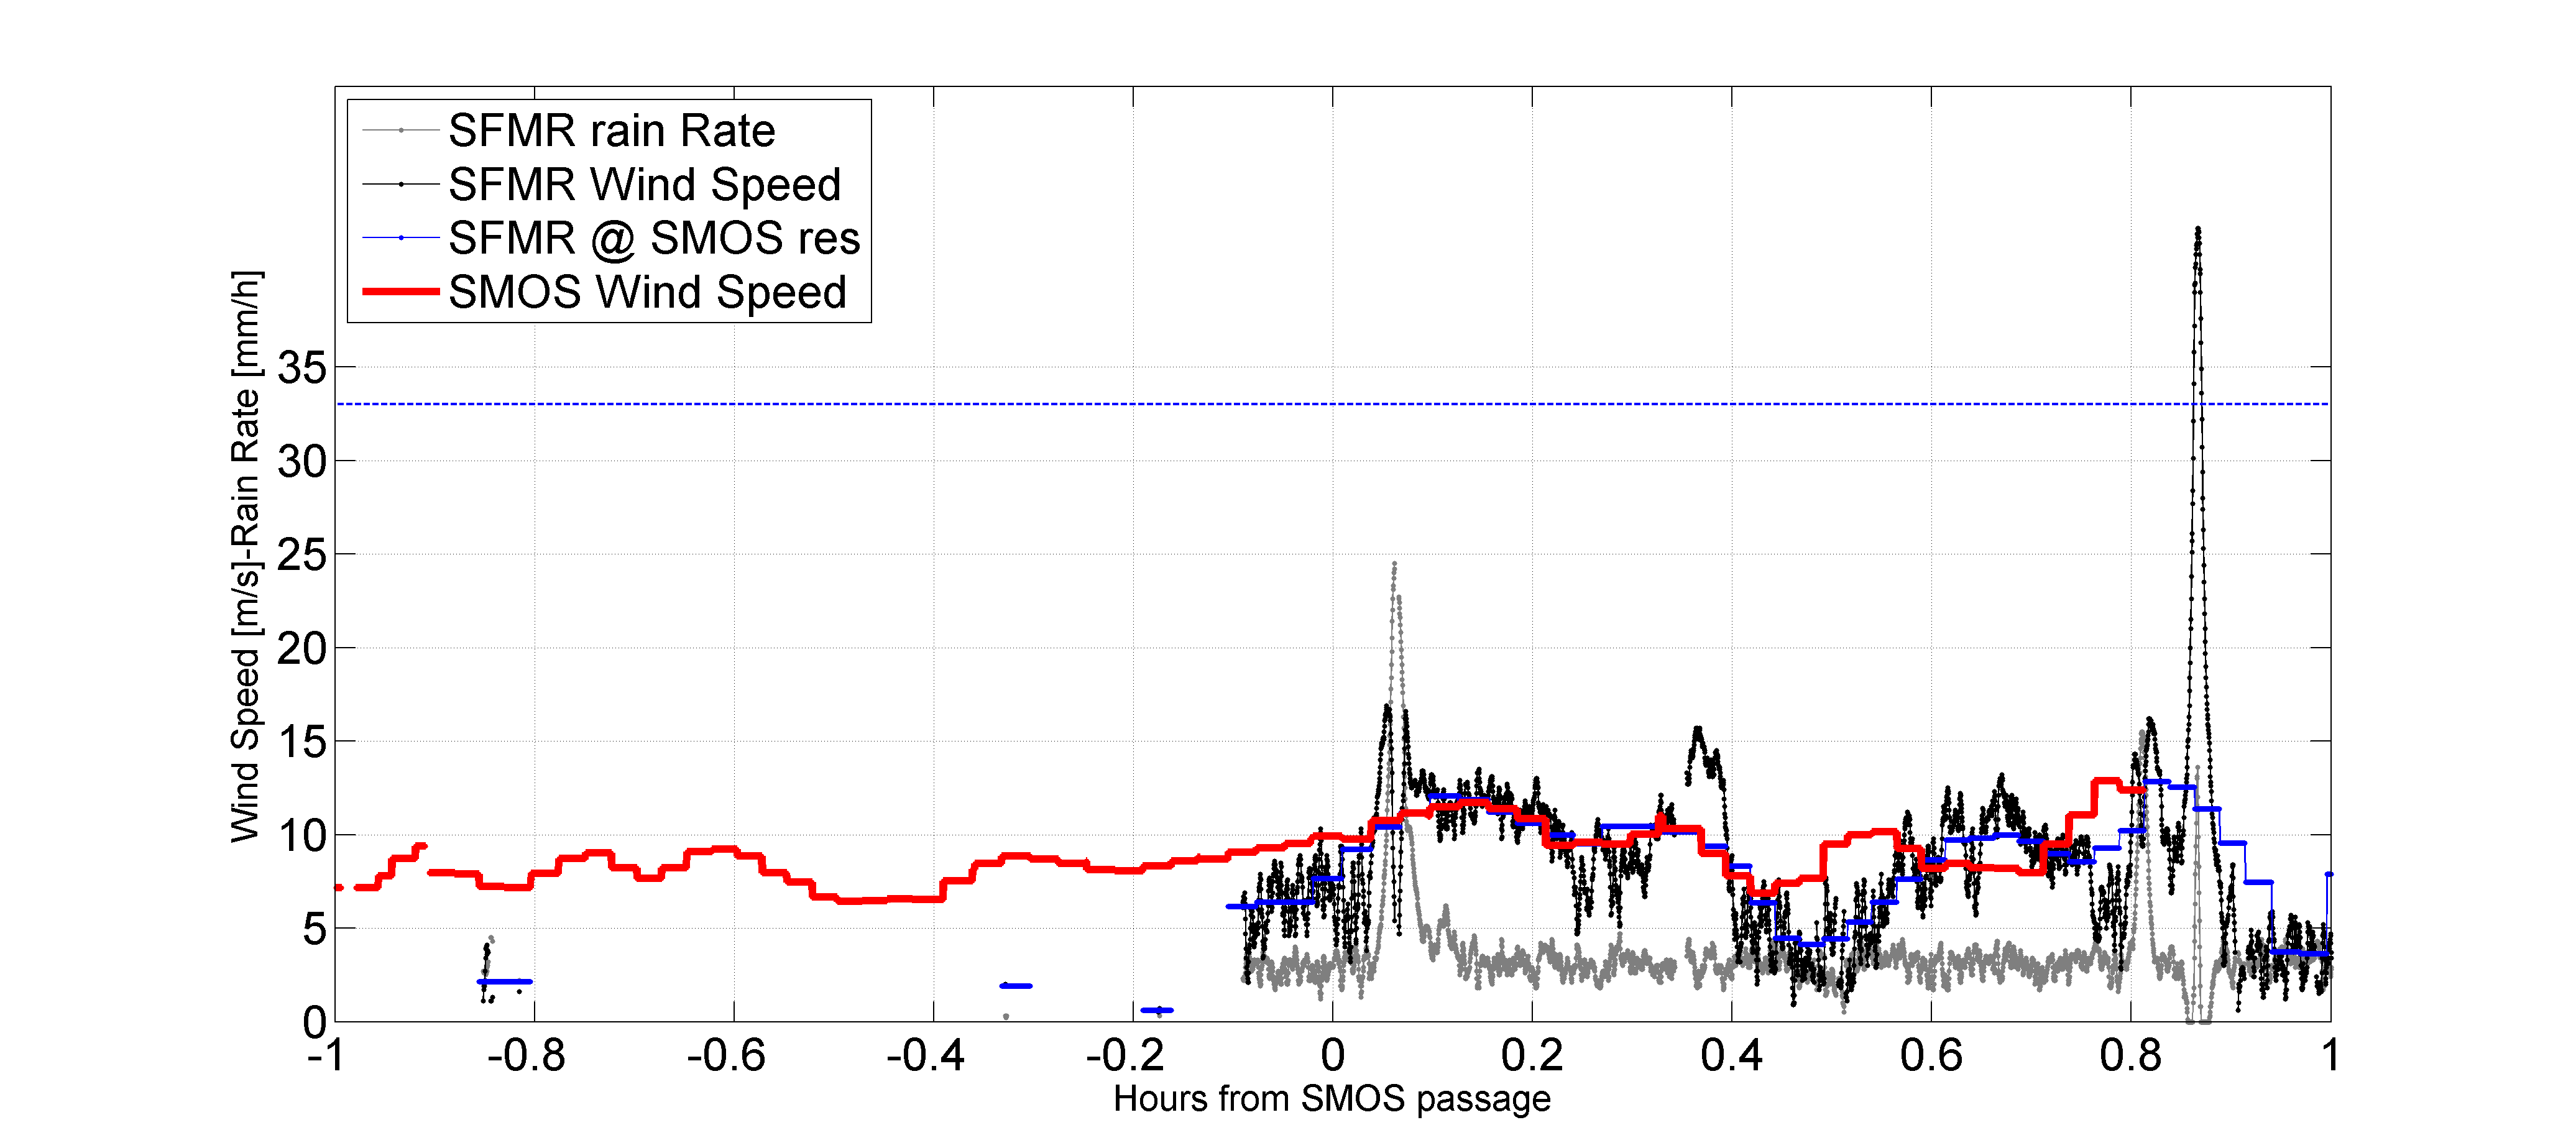 SFMR rain Rate
SFMR Wind Speed
SFMR @ SMOS res
SMOS Wind Speed
Wind Speed [m/s]-Rain Rate [mm/h]
35
30
25
20
15
10
5
0
-1 -0.8 -0.6 -0.4 -0.2 0 0.2 0.4 0.6 0.8 1
Hours from SMOS passage